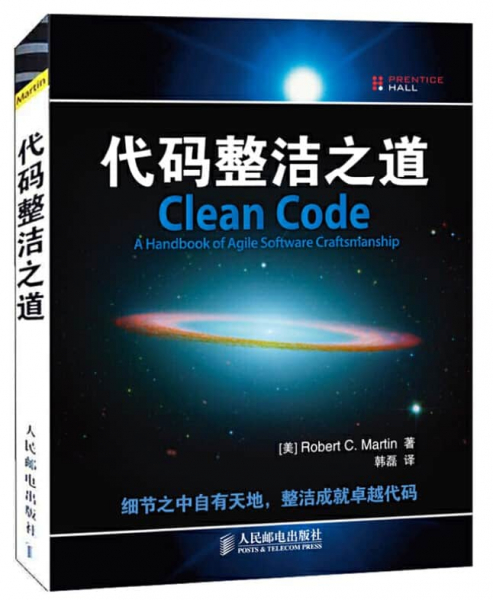 Martin
代码整洁之道
人民邮电出版社
PRENTICE
HALL
代码整洁之道
Clean Code
A Handbook of Agile Software Craftsmanship
[美] Robert C. Martin 著
韩磊 译
细节之中自有天地，整洁成就卓越代码
人民邮电出版社
POSTS & TELECOM PRESS